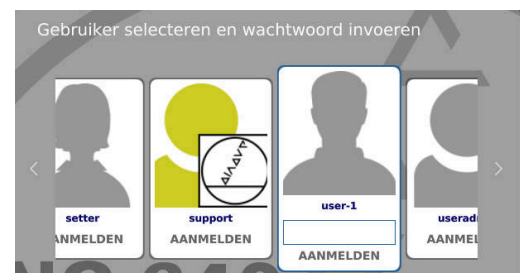 Gebruiker selecteren en wachtwoord invoeren
setter
support
user-1
AANMELDEN
AANMELDEN
AANMELDEN